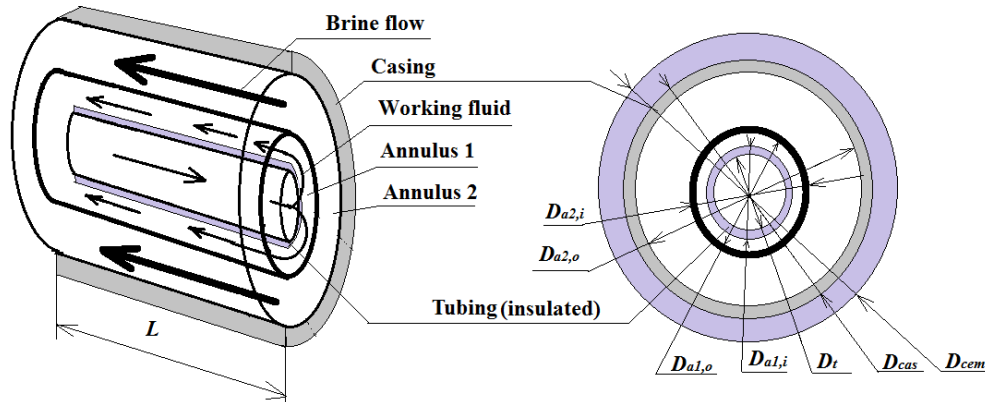 Brine flow
Casing
Working fluid
Annulus 1
Annulus 2
Tubing (insulated)
L
Da2,i
Da2,o
Da1,o
Da1,i
Dt
Dcas
Dcem